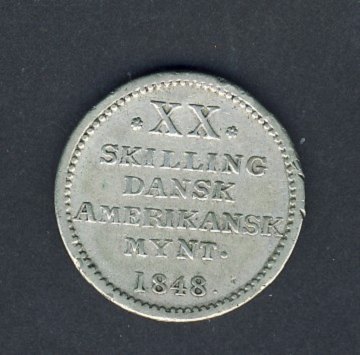 XX
SKILLING
DANSK
AMERIKANSK
MYNT.
1848.